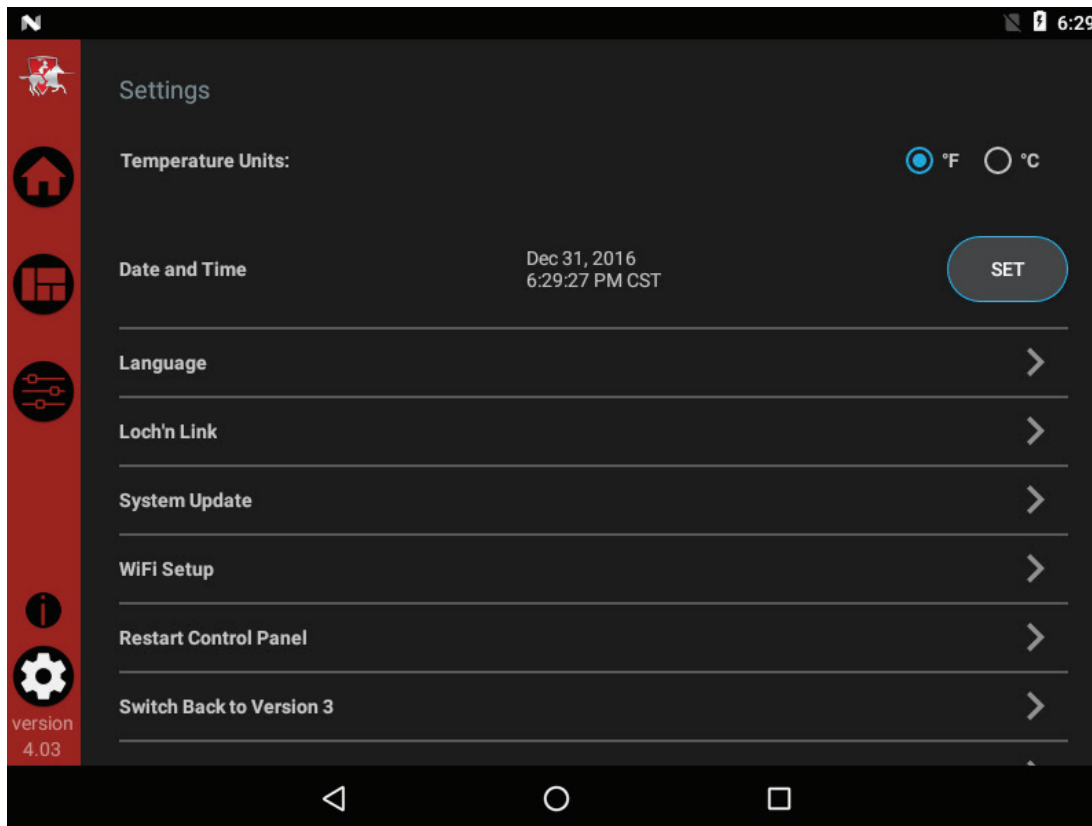 6:29
Settings
Temperature Units:
°F
°C
Date and Time
Dec 31, 2016
6:29:27 PM CST
SET
Language
Loch'n Link
System Update
WiFi Setup
Restart Control Panel
Switch Back to Version 3
version
4.03